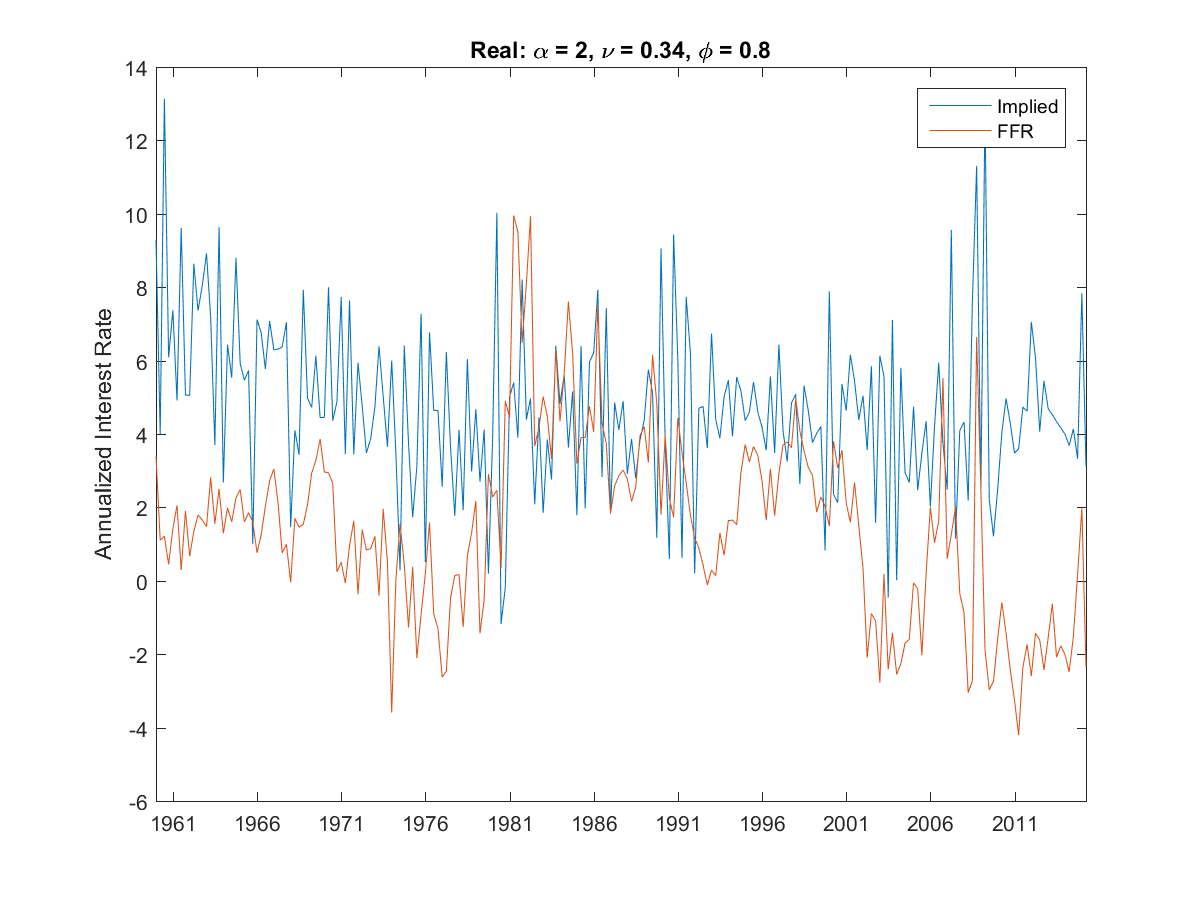 Real: α = 2, ν = 0.34, ϕ = 0.8
Implied
FFR
Annualized Interest Rate
14
12
10
8
6
4
2
0
-2
-4
-6
1961 1966 1971 1976 1981 1986 1991 1996 2001 2006 2011